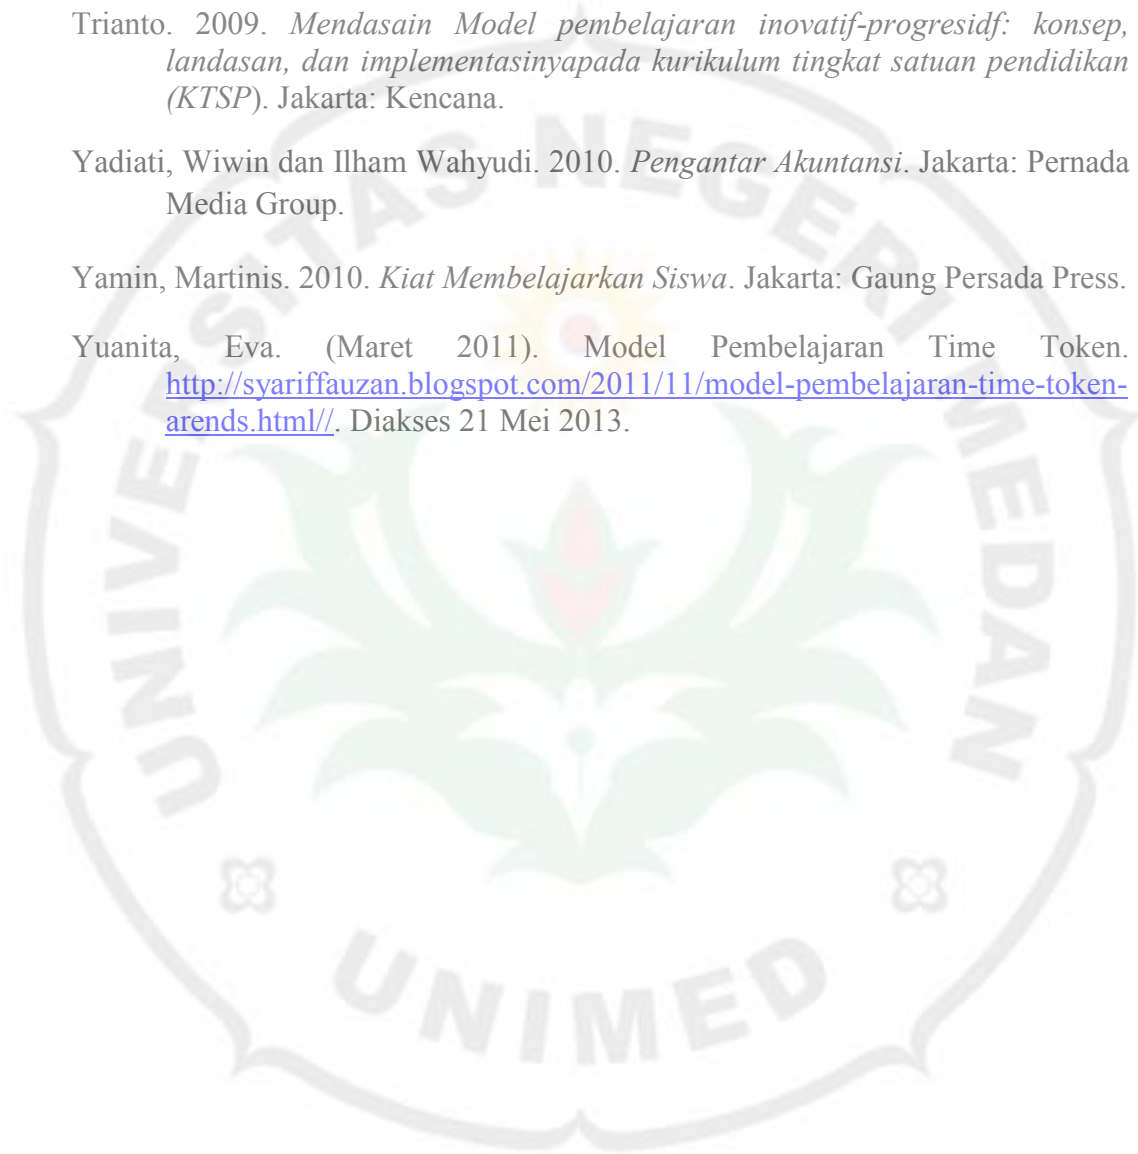 Trianto. 2009. Mendasain Model pembelajaran inovatif-progresidf: konsep,
landasan, dan implementasinyapada kurikulum tingkat satuan pendidikan
(KTSP). Jakarta: Kencana.
Yadiati, Wiwin dan Ilham Wahyudi. 2010. Pengantar Akuntansi. Jakarta: Pernada
Media Group.
Yamin, Martinis. 2010. Kiat Membelajarkan Siswa. Jakarta: Gaung Persada Press.
Yuanita, Eva. (Maret 2011). Model Pembelajaran Time Token.
http://syariffauzan.blogspot.com/2011/11/model-pembelajaran-time-token-
arends.html//. Diakses 21 Mei 2013.
UNIVERSITAS NEGERI MEDAN
UNIMED